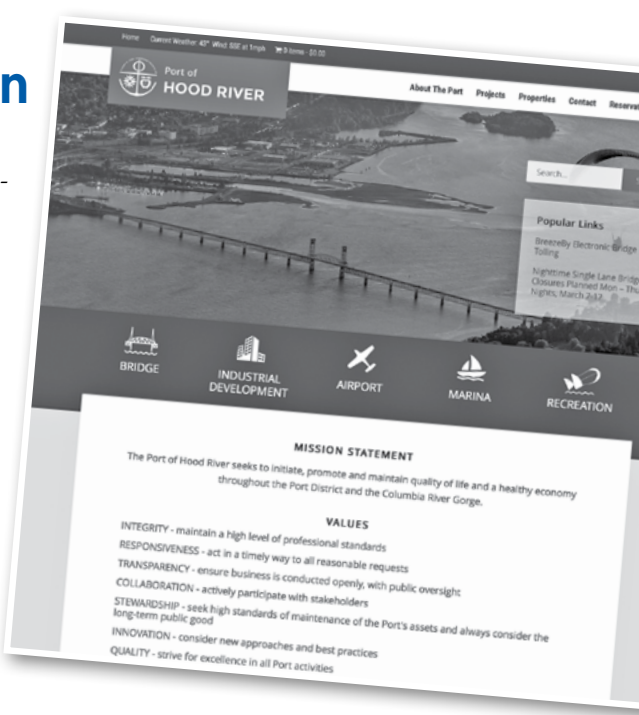 n
-
Home Current Weather: 43° Wind: SSE at 1mph 0 items - $0.00
Port of
HOOD RIVER
About The Port Projects Properties Contact
Search...
Popular Links
Breezeby Electronic Bridge
Tolling
Nighttime Single Lane Bridge
Closures Planned Mon – Thu
Nights, March 2-12
BRIDGE
INDUSTRIAL
DEVELOPMENT
AIRPORT
MARINA
RECREATION
MISSION STATEMENT
The Port of Hood River seeks to initiate, promote and maintain quality of life and a healthy economy
throughout the Port District and the Columbia River Gorge.
VALUES
INTEGRITY - maintain a high level of professional standards
RESPONSIVENESS - act in a timely way to all reasonable requests
TRANSPARENCY - ensure business is conducted openly, with public oversight
COLLABORATION - actively participate with stakeholders
STEWARDSHIP - seek high standards of maintenance of the Port's assets and always consider the
long-term public good
INNOVATION - consider new approaches and best practices
QUALITY - strive for excellence in all Port activities